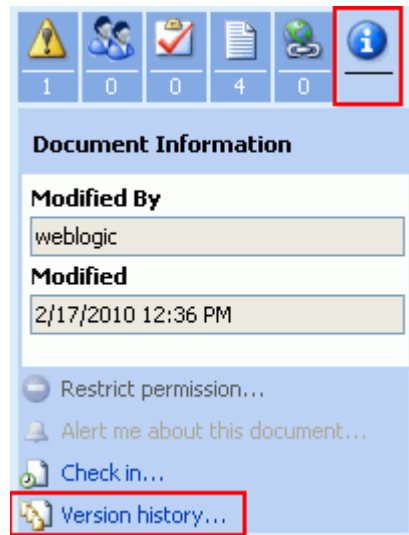 1 0 0 4 0
Document Information
Modified By
weblogic
Modified
2/17/2010 12:36 PM
Restrict permission...
Alert me about this document...
Check in...
Version history...